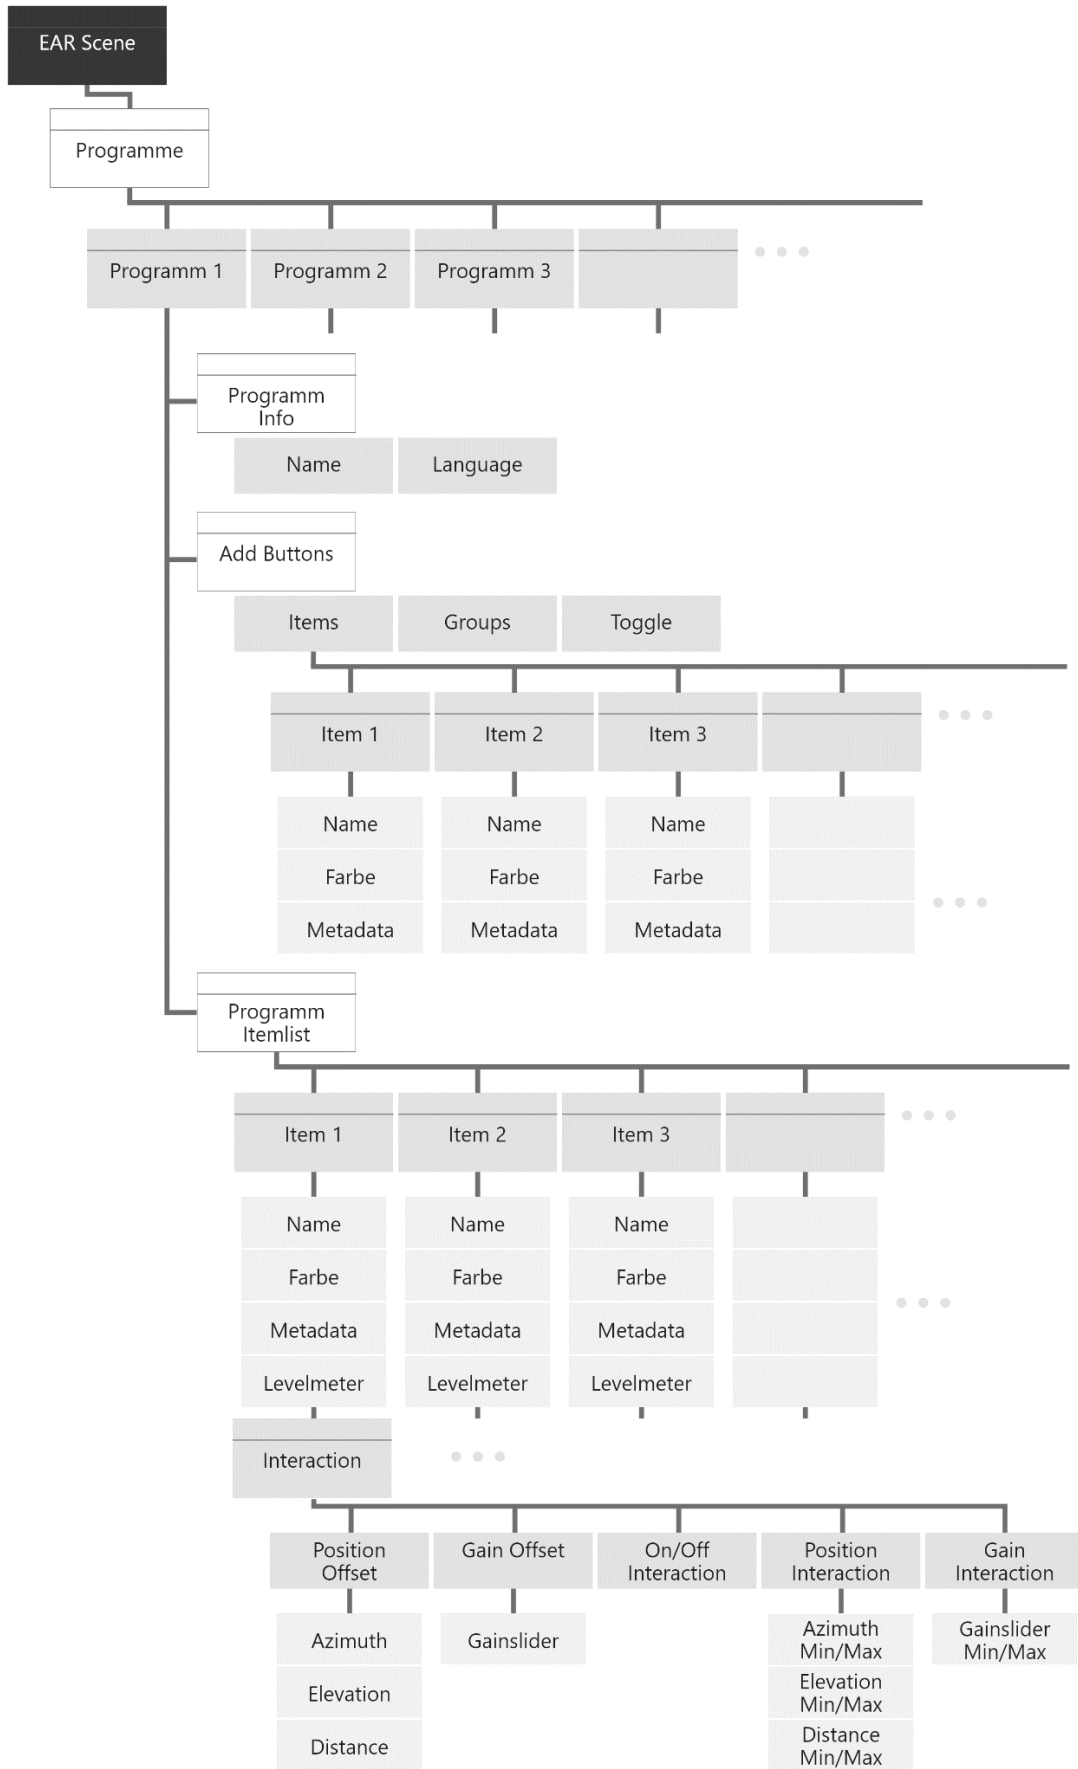 EAR Scene
Programme
Programm 1
Programm 2
Programm 3
Programm
Info
Name
Language
Add Buttons
Items
Groups
Toggle
Item 1
Item 2
Item 3
Name
Name
Name
Farbe
Farbe
Farbe
Metadata
Metadata
Metadata
Programm
Itemlist
Item 1
Item 2
Item 3
Name
Name
Name
Farbe
Farbe
Farbe
Metadata
Metadata
Metadata
Levelmeter
Levelmeter
Levelmeter
Interaction
Position
Offset
Gain Offset
On/Off
Interaction
Position
Interaction
Gain
Interaction
Azimuth
Gainslider
Azimuth
Min/Max
Gainslider
Min/Max
Elevation
Elevation
Min/Max
Distance
Distance
Min/Max